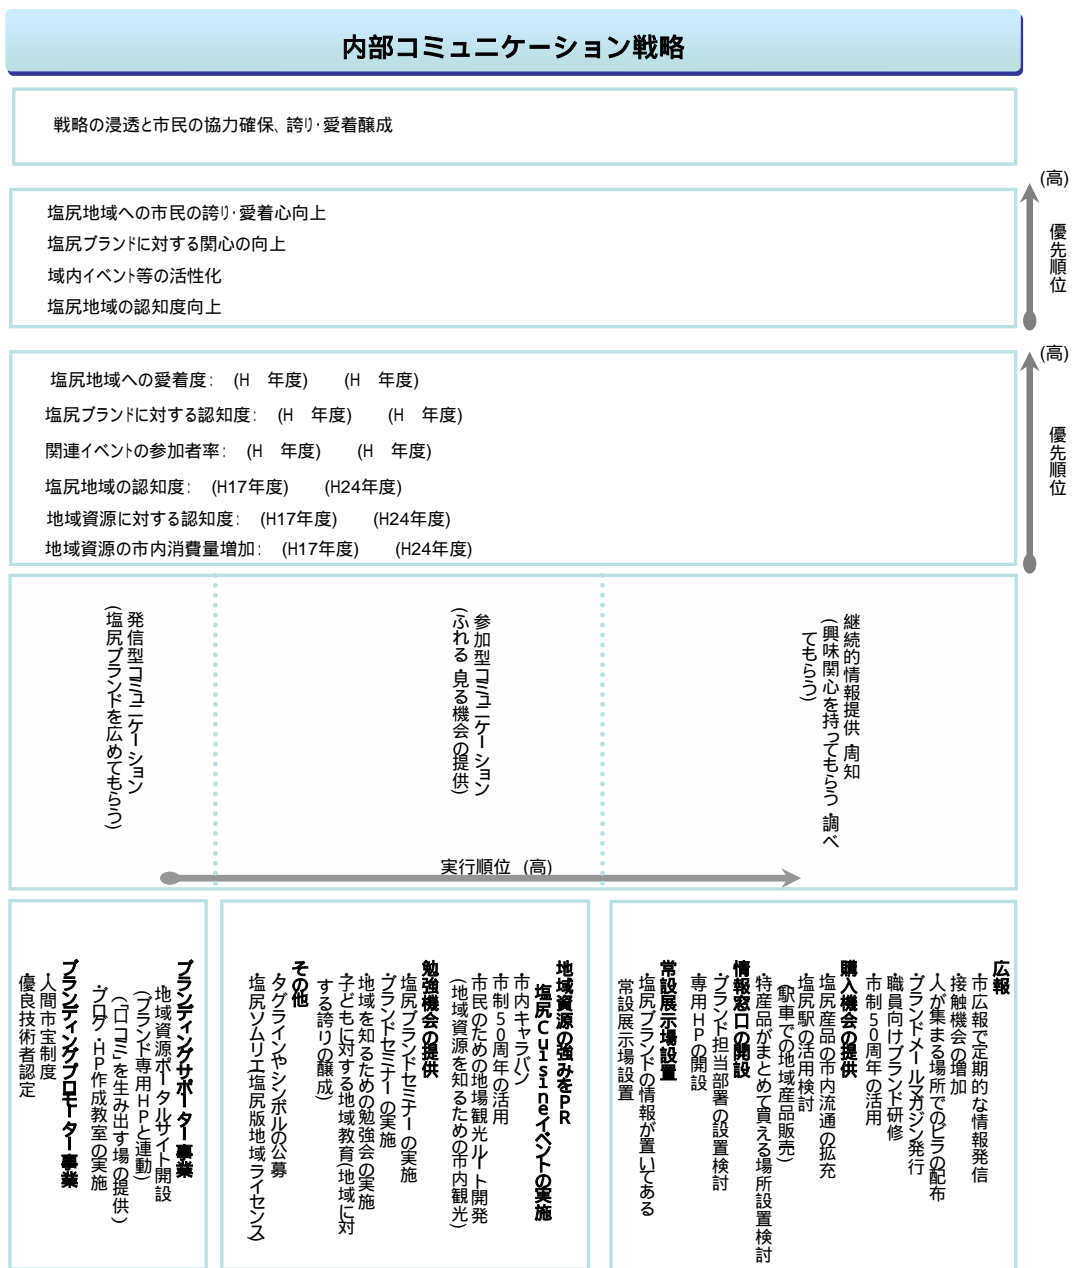 内部コミュニケーション戦略
戦略の浸透と市民の協力確保、誇り・愛着醸成
(高)
優先順位
塩尻地域への市民の誇り・愛着心向上
塩尻ブランドに対する関心の向上
域内イベント等の活性化
塩尻地域の認知度向上
(高)
優先順位
塩尻地域への愛着度: (H 年度) (H 年度)
塩尻ブランドに対する認知度: (H 年度) (H 年度)
関連イベントの参加者率: (H 年度) (H 年度)
塩尻地域の認知度: (H17年度) (H24年度)
地域資源に対する認知度: (H17年度) (H24年度)
地域資源の市内消費量増加: (H17年度) (H24年度)
継続的情報提供・周知
(興味関心を持ってもらう・調べ
てもらう)
参加型コミュニケーション
(ふれる・見る機会の提供)
発信型コミュニケーション
(塩尻ブランドを広めてもらう)
実行順位 (高)
広報
・市広報で定期的な情報発信
・接触機会の増加
・人が集まる場所でのビラの配布
・ブランドメールマガジン発行
・職員向けブランド研修
・市制50周年の活用
購入機会の提供
・塩尻産品の市内流通の拡充
・塩尻駅の活用検討
(駅車での地域産品販売)
・特産品がまとめて買える場所設置検討
情報窓口の開設
・ブランド担当部署の設置検討
・専用HPの開設
常設展示場設置
・塩尻ブランドの情報が置いてある
常設展示場設置
地域資源の強みをPR
塩尻Cuisineイベントの実施
・市内キャラバン
・市制50周年の活用
・市民のための地場観光ルート開発
(地域資源を知るための市内観光)
勉強機会の提供
・塩尻ブランドセミナーの実施
・ブランドセミナーの実施
・地域を知るための勉強会の実施
・子どもに対する地域教育(地域に対
する誇りの醸成)
その他
・タグラインやシンボルの公募
・塩尻ソムリエ(塩尻版地域ライセンス)
ブランディングサポーター事業
・地域資源ポータルサイト開設
(ブランド専用HPと連動)
(「口コミ」を生み出す場の提供)
・ブログ・HP作成教室の実施
ブランディングプロモーター事業
・人間市宝制度
・優良技術者認定